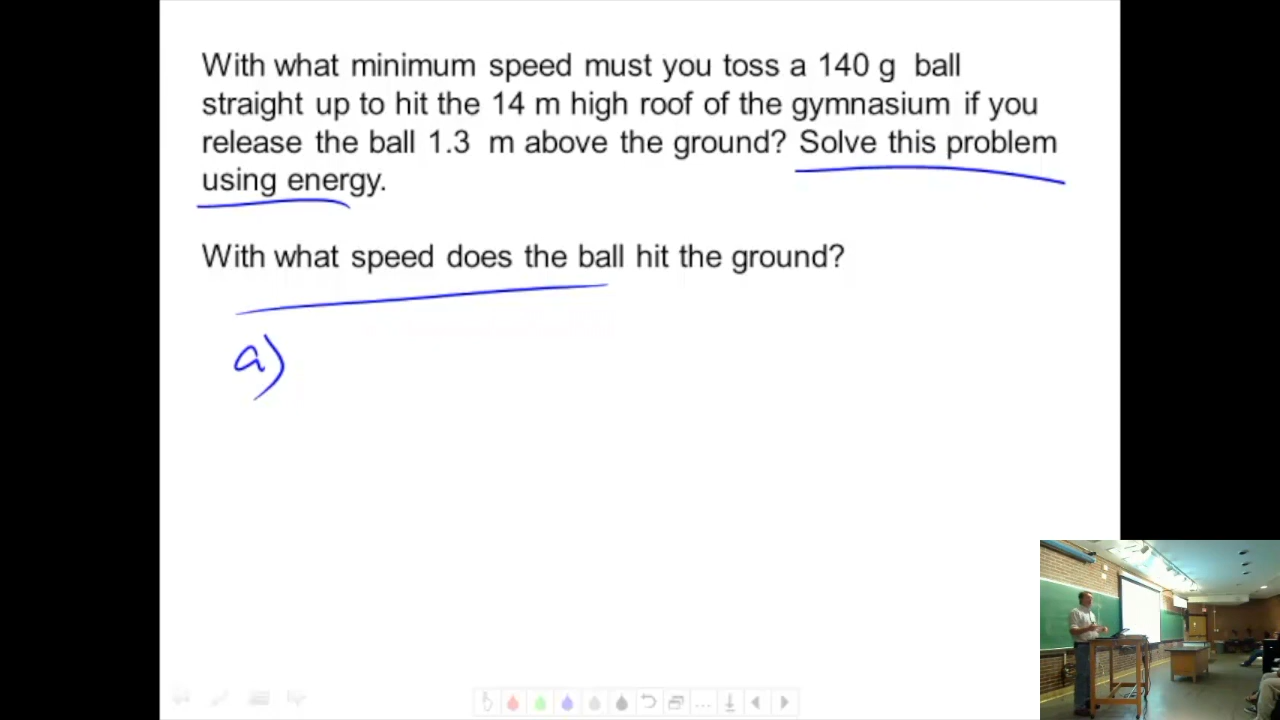 With what minimum speed must you toss a 140 g ball
straight up to hit the 14 m high roof of the gymnasium if you
release the ball 1.3 m above the ground? Solve this problem
using energy.
With what speed does the ball hit the ground?
a)